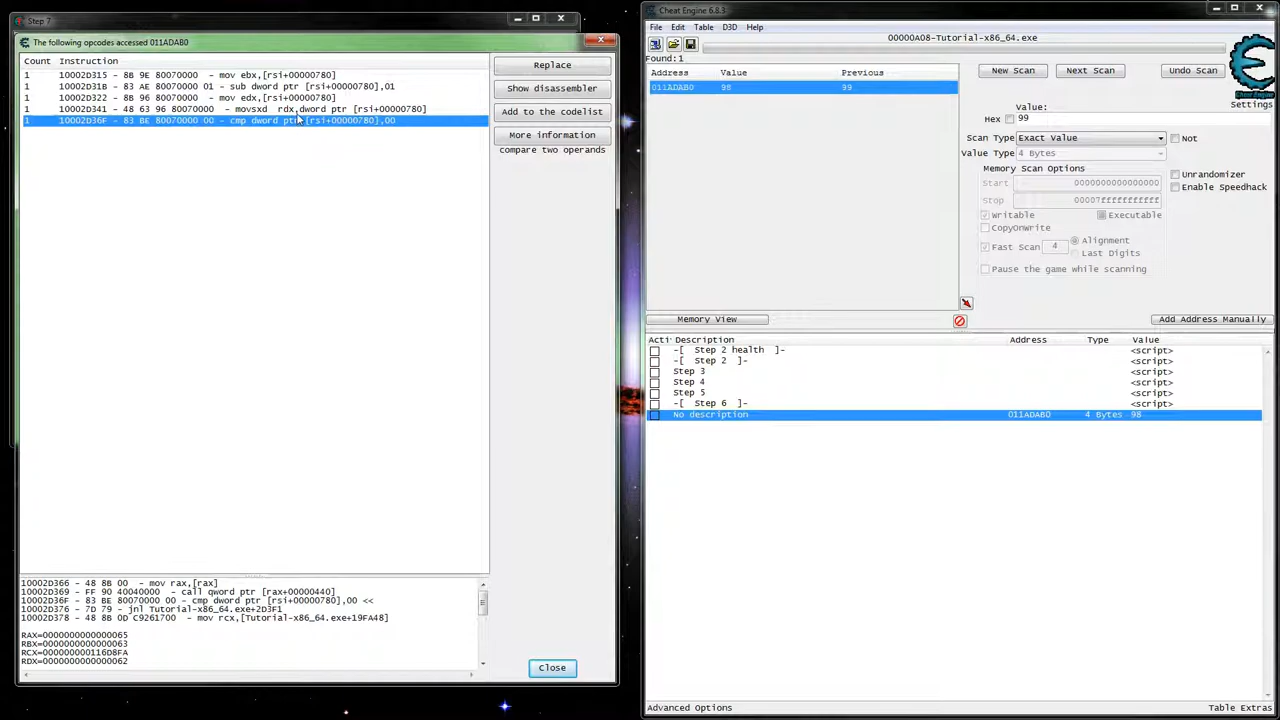 Step 7
The following opcodes accessed 011ADAB0
Count Instruction
1 10002D315 - 8B 9E 80070000 - mov ebx,[rsi+00000780]
1 10002D31B - 83 AE 80070000 01 - sub dword ptr [rsi+00000780],01
1 10002D322 - 8B 96 80070000 - mov edx,[rsi+00000780]
1 10002D341 - 48 63 96 80070000 - movsxd rdx,dword ptr [rsi+00000780]
1 10002D36F - 83 BE 80070000 00 - cmp dword ptr [rsi+00000780],00
Replace
Show disassembler
Add to the codelist
More information
compare two operands
10002D366 - 48 8B 00 - mov rax,[rax]
10002D369 - FF 90 40040000 - call qword ptr [rax+00000440]
10002D36F - 83 BE 80070000 00 - cmp dword ptr [rsi+00000780],00 <<
10002D376 - 7D 79 - jnl Tutorial-x86_64.exe+2D3F1
10002D378 - 48 8B 0D C9261700 - mov rcx,[Tutorial-x86_64.exe+19FA48]
RAX=0000000000000065
RBX=0000000000000063
RCX=000000000116D8FA
RDX=0000000000000062
Close
Cheat Engine 6.8.3
File Edit Table D3D Help
00000A08-Tutorial-x86_64.exe
Found:1
Address Value Previous
011ADAB0 98 99
New Scan Next Scan Undo Scan
Cheat Engine
Settings
Value:
Hex 99
Scan Type Exact Value Not
Value Type 4 Bytes
Memory Scan Options
Start 0000000000000000
Stop 00007fffffffffff
Writable Executable
CopyOnWrite
Fast Scan 4 Alignment
Last Digits
Pause the game while scanning
Unrandomizer
Enable Speedhack
Memory View
Add Address Manually
Acti Description Address Type Value
-[ Step 2 health ]- <script>
-[ Step 2 ]- <script>
Step 3 <script>
Step 4 <script>
Step 5 <script>
-[ Step 6 ]- <script>
No description 011ADAB0 4 Bytes 98
Advanced Options
Table Extras